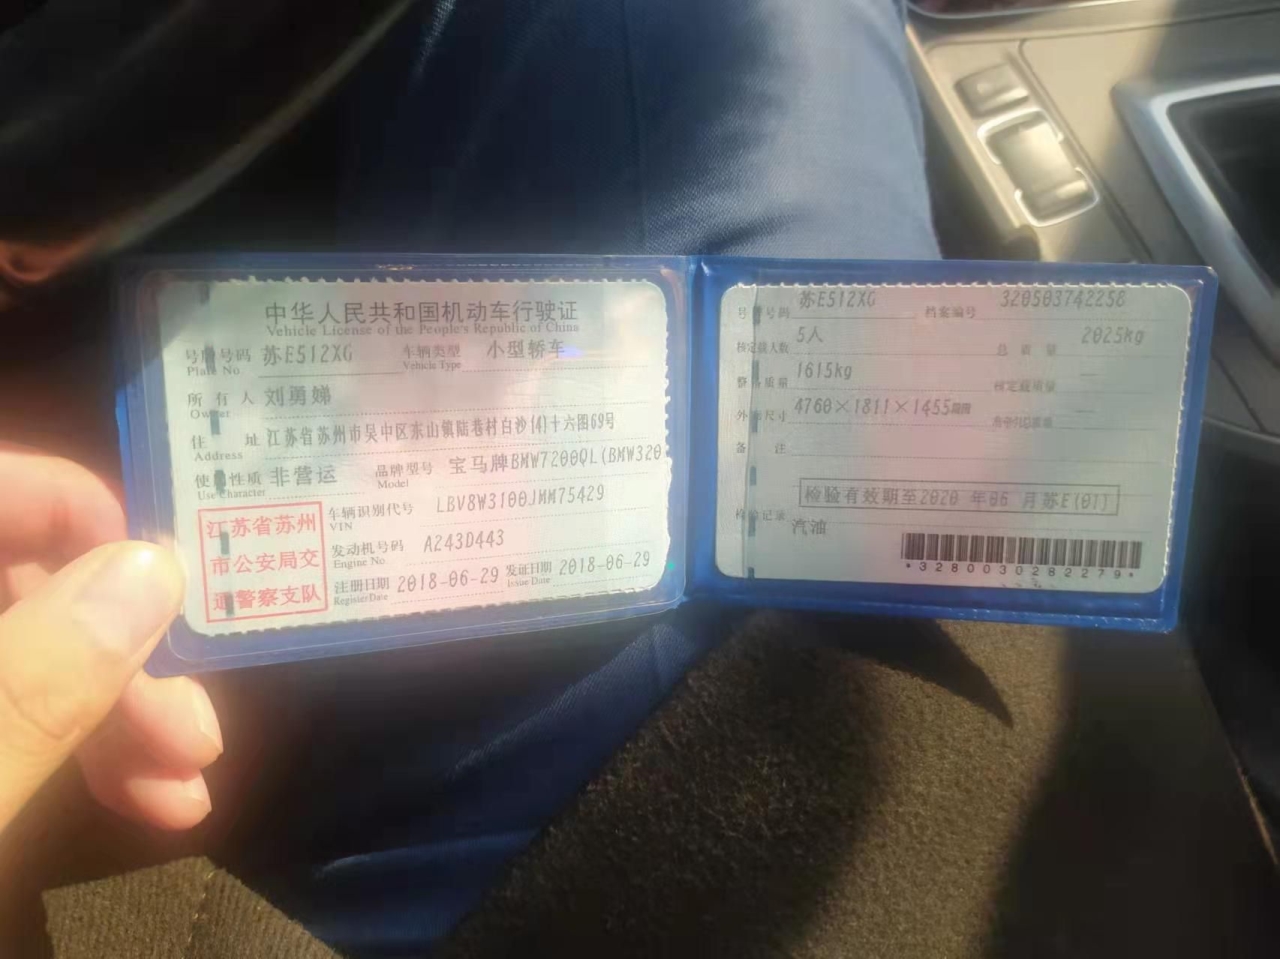 中华人民共和国机动车行驶证
Vehicle License of the People's Republic of China
号牌号码 苏E512XG 车辆类型 小型轿车
Plate No. Vehicle Type
所有人 刘勇娣
Owner
住址 江苏省苏州市吴中区东山镇陆巷村白沙(4)十六图69号
Address
使用性质 非营运 品牌型号 宝马牌BMW7200QL(BMW320
Use Character Model
江苏省苏州
市公安局交
通警察支队
车辆识别代号 LBV8W3100JMM75429
VIN
发动机号码 A243D443
Engine No.
注册日期 2018-06-29 发证日期 2018-06-29
Register Date Issue Date
号牌号码 苏E512XG 档案编号 320503742258
核定载人数 5人 总质量 2025kg
整备质量 1615kg 核定载质量 —
外廓尺寸 4760×1811×1455 —
备注
检验有效期至2020 年06 月苏E(01)
检验记录
汽油
*3280030282279*